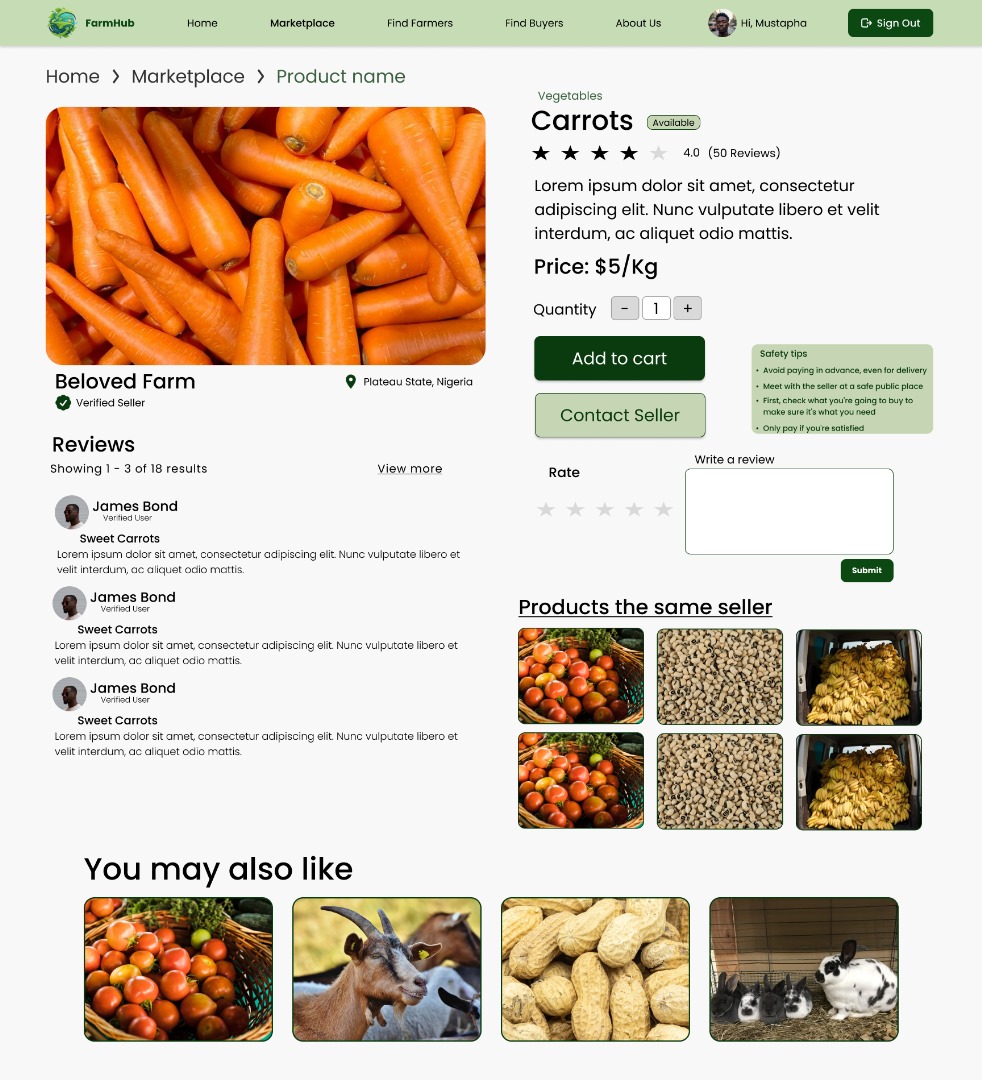 FarmHub
Home
Marketplace
Find Farmers
Find Buyers
About Us
Hi, Mustapha
Sign Out
Home > Marketplace > Product name
Vegetables
Carrots
Available
4.0 (50 Reviews)
Lorem ipsum dolor sit amet, consectetur
adipiscing elit. Nunc vulputate libero et velit
interdum, ac aliquet odio mattis.
Price: $5/Kg
Quantity
- 1 +
Add to cart
Contact Seller
Safety tips
• Avoid paying in advance, even for delivery
• Meet with the seller at a safe public place
• First, check what you're going to buy to
make sure it's what you need
• Only pay if you're satisfied
Beloved Farm
Plateau State, Nigeria
Verified Seller
Reviews
Showing 1 - 3 of 18 results
View more
James Bond
Verified User
Sweet Carrots
Lorem ipsum dolor sit amet, consectetur adipiscing elit. Nunc vulputate libero et
velit interdum, ac aliquet odio mattis.
James Bond
Verified User
Sweet Carrots
Lorem ipsum dolor sit amet, consectetur adipiscing elit. Nunc vulputate libero et
velit interdum, ac aliquet odio mattis.
James Bond
Verified User
Sweet Carrots
Lorem ipsum dolor sit amet, consectetur adipiscing elit. Nunc vulputate libero et
velit interdum, ac aliquet odio mattis.
Rate
Write a review
Submit
Products the same seller
You may also like